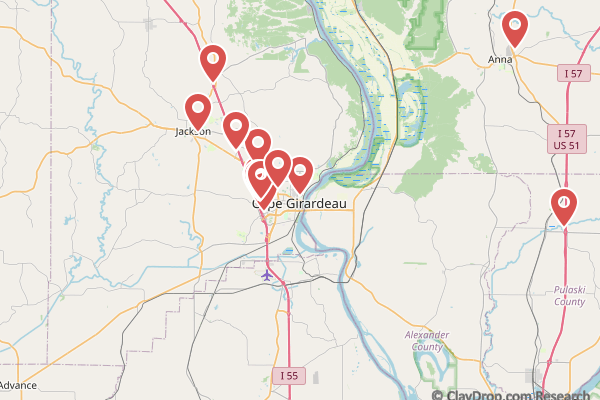 Anna
I 57
Jackson
I 57
US 51
Cape Girardeau
Pulaski
County
Alexander
County
I 55
Advance
© ClayDrop.com Research